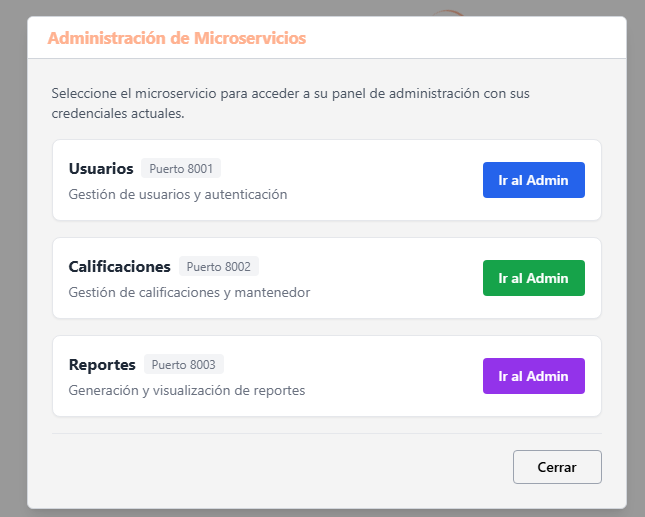 Administración de Microservicios
Seleccione el microservicio para acceder a su panel de administración con sus
credenciales actuales.
Usuarios Puerto 8001
Gestión de usuarios y autenticación
Ir al Admin
Calificaciones Puerto 8002
Gestión de calificaciones y mantenedor
Ir al Admin
Reportes Puerto 8003
Generación y visualización de reportes
Ir al Admin
Cerrar